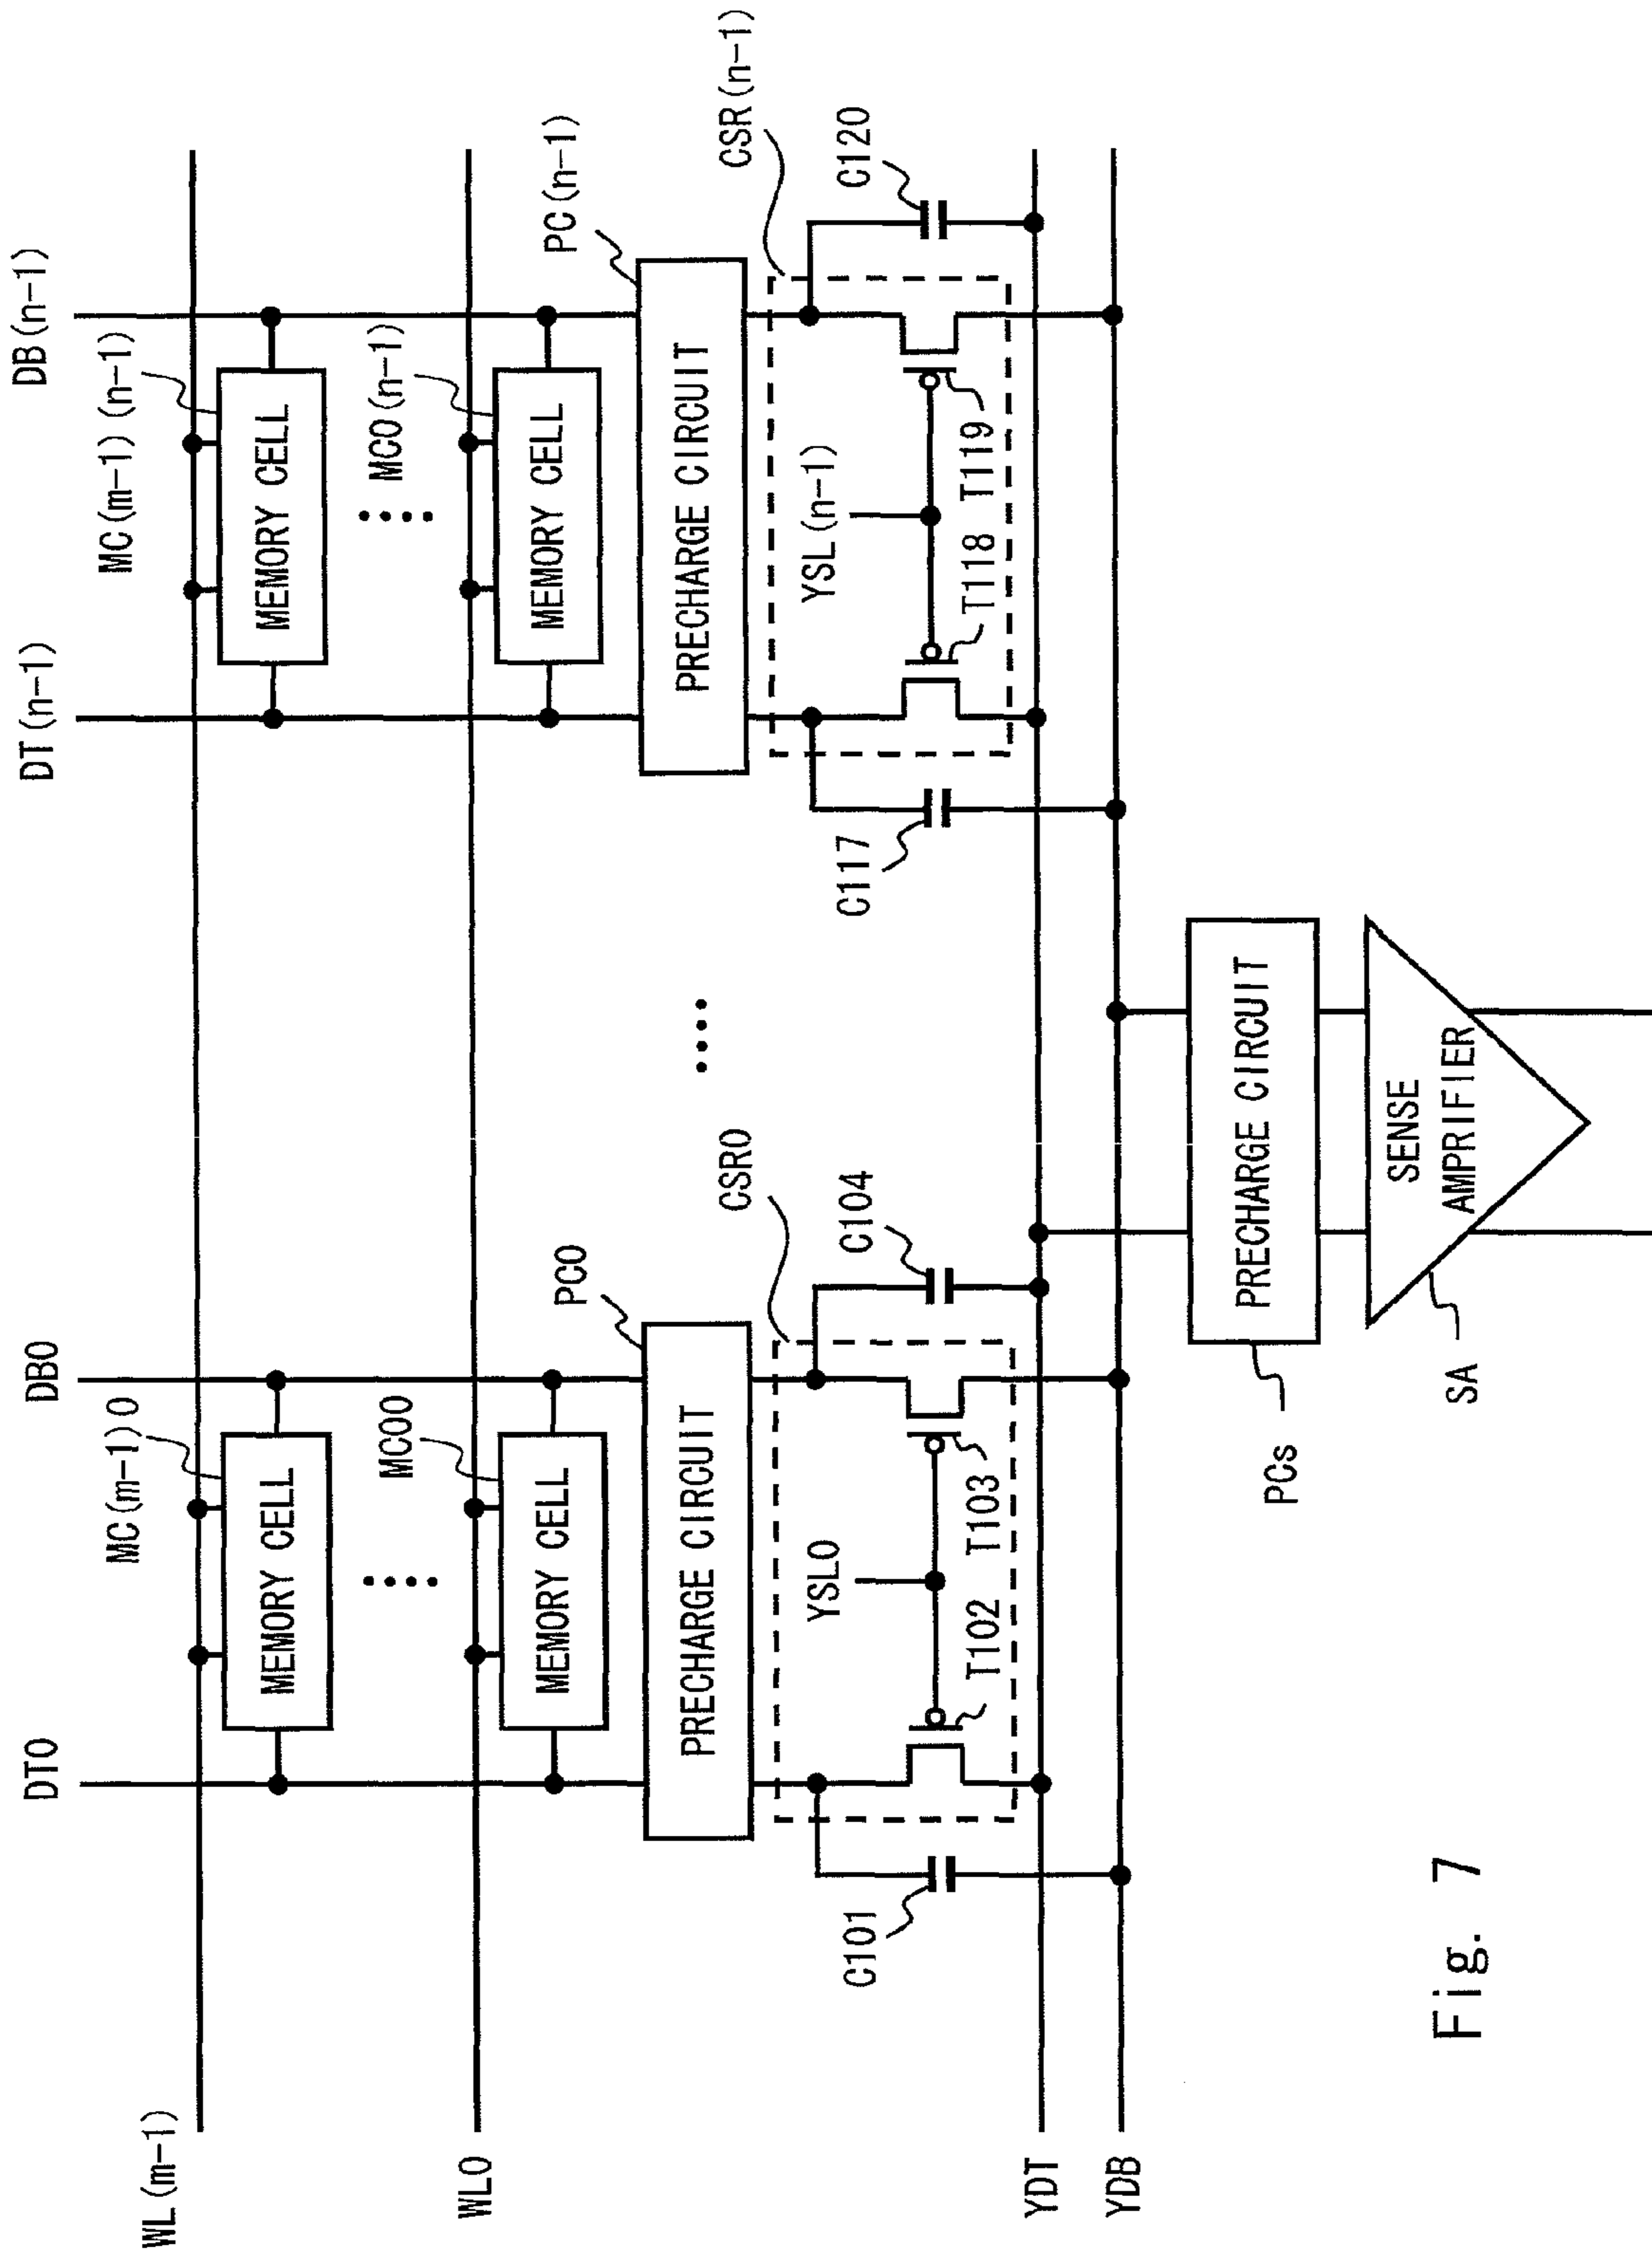 DT0
DB0
DT(n-1)
DB(n-1)
WL(m-1)
MC(m-1)0
MC(m-1)(n-1)
MEMORY CELL
MEMORY CELL
MC00
MC0(n-1)
WL0
MEMORY CELL
MEMORY CELL
PC0
PC(n-1)
PRECHARGE CIRCUIT
PRECHARGE CIRCUIT
CSR0
CSR(n-1)
YSL0
YSL(n-1)
C101
C104
C117
C120
T102
T103
T118
T119
YDT
YDB
PRECHARGE CIRCUIT
PCs
SENSE
AMPRIFIER
SA
Fig. 7